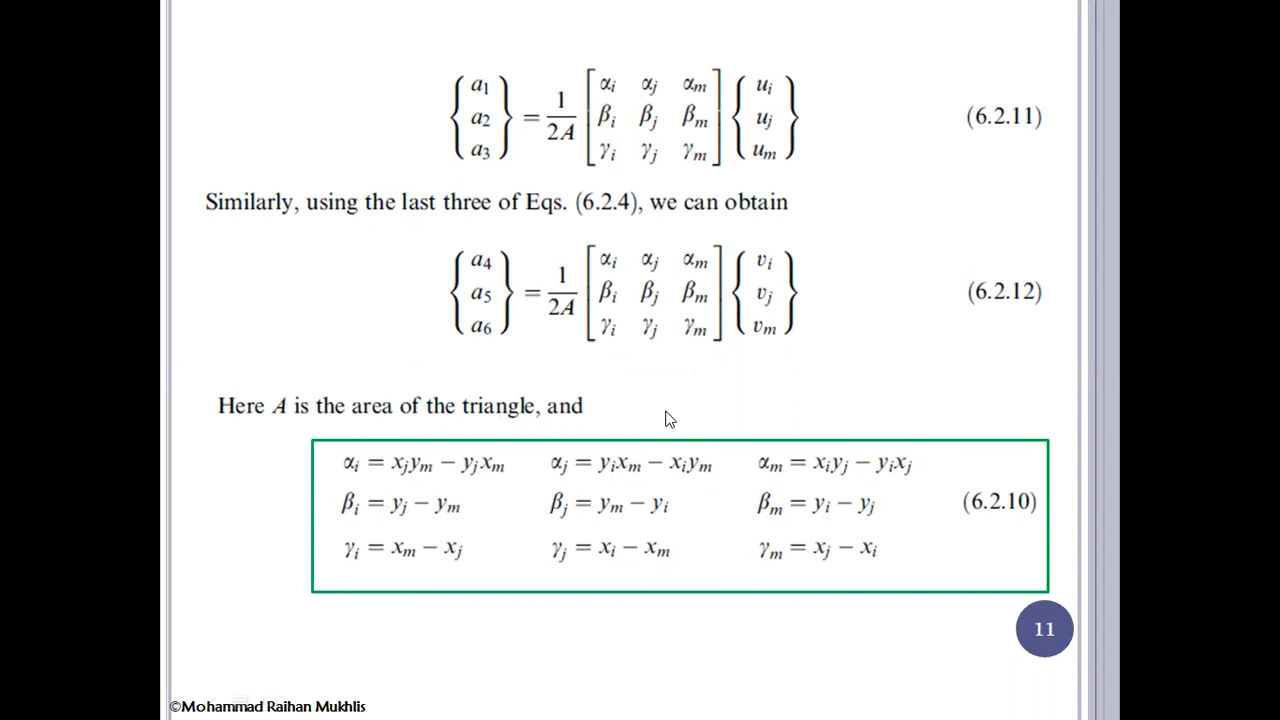 {a₁ a₂ a₃} = 1/2A [αᵢ αⱼ αₘ; βᵢ βⱼ βₘ; γᵢ γⱼ γₘ] {uᵢ uⱼ uₘ} (6.2.11)
Similarly, using the last three of Eqs. (6.2.4), we can obtain
{a₄ a₅ a₆} = 1/2A [αᵢ αⱼ αₘ; βᵢ βⱼ βₘ; γᵢ γⱼ γₘ] {vᵢ vⱼ vₘ} (6.2.12)
Here A is the area of the triangle, and
αᵢ = xⱼyₘ − yⱼxₘ αⱼ = yᵢxₘ − xᵢyₘ αₘ = xᵢyⱼ − yᵢxⱼ
βᵢ = yⱼ − yₘ βⱼ = yₘ − yᵢ βₘ = yᵢ − yⱼ (6.2.10)
γᵢ = xₘ − xⱼ γⱼ = xᵢ − xₘ γₘ = xⱼ − xᵢ
11
©Mohammad Raihan Mukhlis